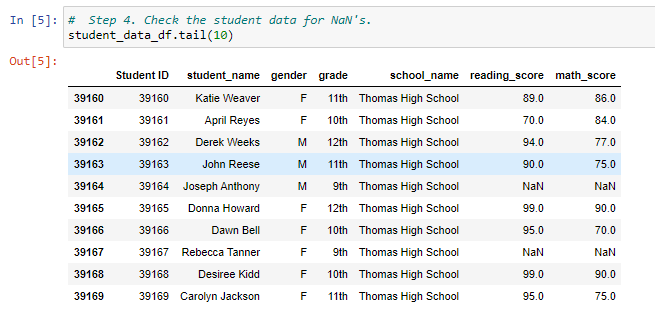 In [5]: #  Step 4. Check the student data for NaN's.
student_data_df.tail(10)
Out[5]:
Student ID student_name gender grade school_name reading_score math_score
39160 39160 Katie Weaver F 11th Thomas High School 89.0 86.0
39161 39161 April Reyes F 10th Thomas High School 70.0 84.0
39162 39162 Derek Weeks M 12th Thomas High School 94.0 77.0
39163 39163 John Reese M 11th Thomas High School 90.0 75.0
39164 39164 Joseph Anthony M 9th Thomas High School NaN NaN
39165 39165 Donna Howard F 12th Thomas High School 99.0 90.0
39166 39166 Dawn Bell F 10th Thomas High School 95.0 70.0
39167 39167 Rebecca Tanner F 9th Thomas High School NaN NaN
39168 39168 Desiree Kidd F 10th Thomas High School 99.0 90.0
39169 39169 Carolyn Jackson F 11th Thomas High School 95.0 75.0